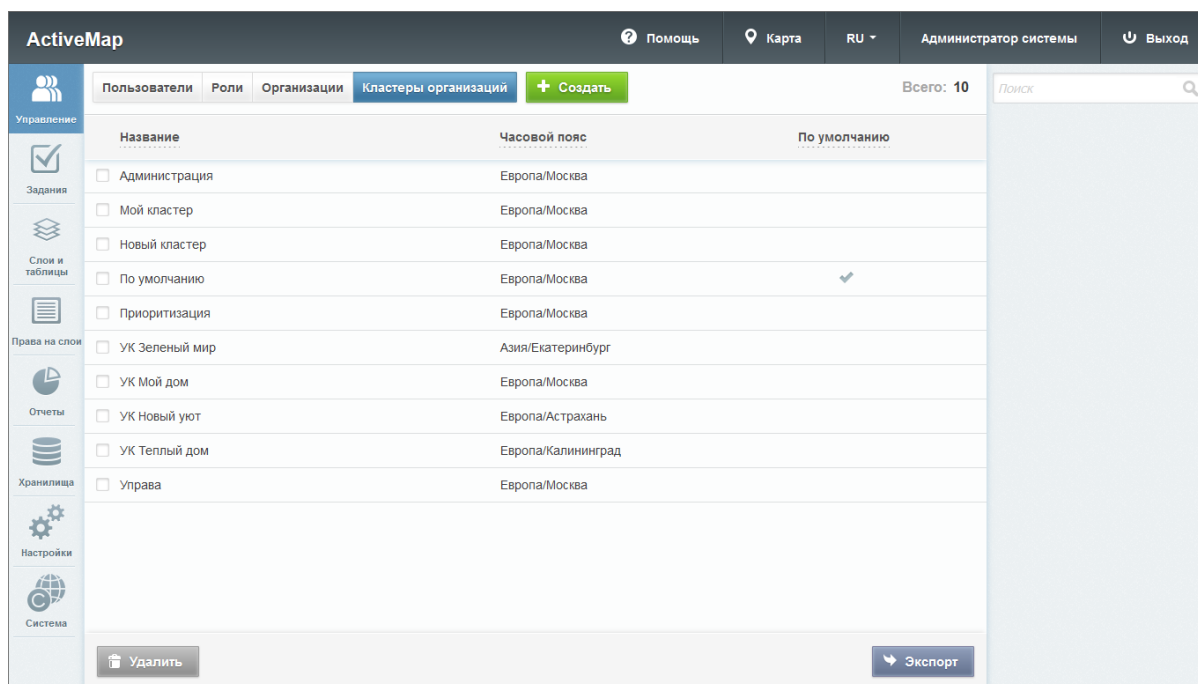 ActiveMap
Помощь
Карта
RU
Администратор системы
Выход
Управление
Задания
Слои и
таблицы
Права на слои
Отчеты
Хранилища
Настройки
Система
Пользователи Роли Организации Кластеры организаций Создать Всего: 10
Поиск
Название Часовой пояс По умолчанию
Администрация Европа/Москва
Мой кластер Европа/Москва
Новый кластер Европа/Москва
По умолчанию Европа/Москва
Приоритизация Европа/Москва
УК Зеленый мир Азия/Екатеринбург
УК Мой дом Европа/Москва
УК Новый уют Европа/Астрахань
УК Теплый дом Европа/Калининград
Управа Европа/Москва
Удалить Экспорт